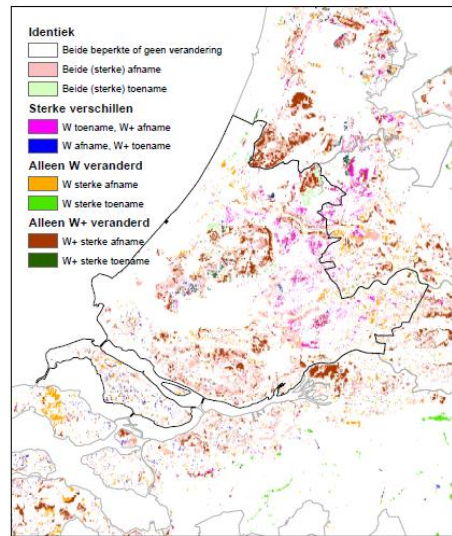 Identiek
Beide beperkte of geen verandering
Beide (sterke) afname
Beide (sterke) toename
Sterke verschillen
W toename, W+ afname
W afname, W+ toename
Alleen W veranderd
W sterke afname
W sterke toename
Alleen W+ veranderd
W+ sterke afname
W+ sterke toename